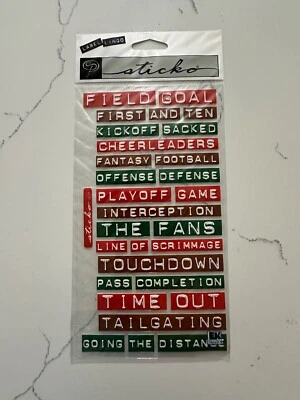 LABEL LINGO
sticko
FIELD GOAL
FIRST AND TEN
KICKOFF SACKED
CHEERLEADERS
FANTASY FOOTBALL
OFFENSE DEFENSE
PLAYOFF GAME
INTERCEPTION
sticko
THE FANS
LINE OF SCRIMMAGE
TOUCHDOWN
PASS COMPLETION
TIME OUT
TAILGATING
GOING THE DISTANCE